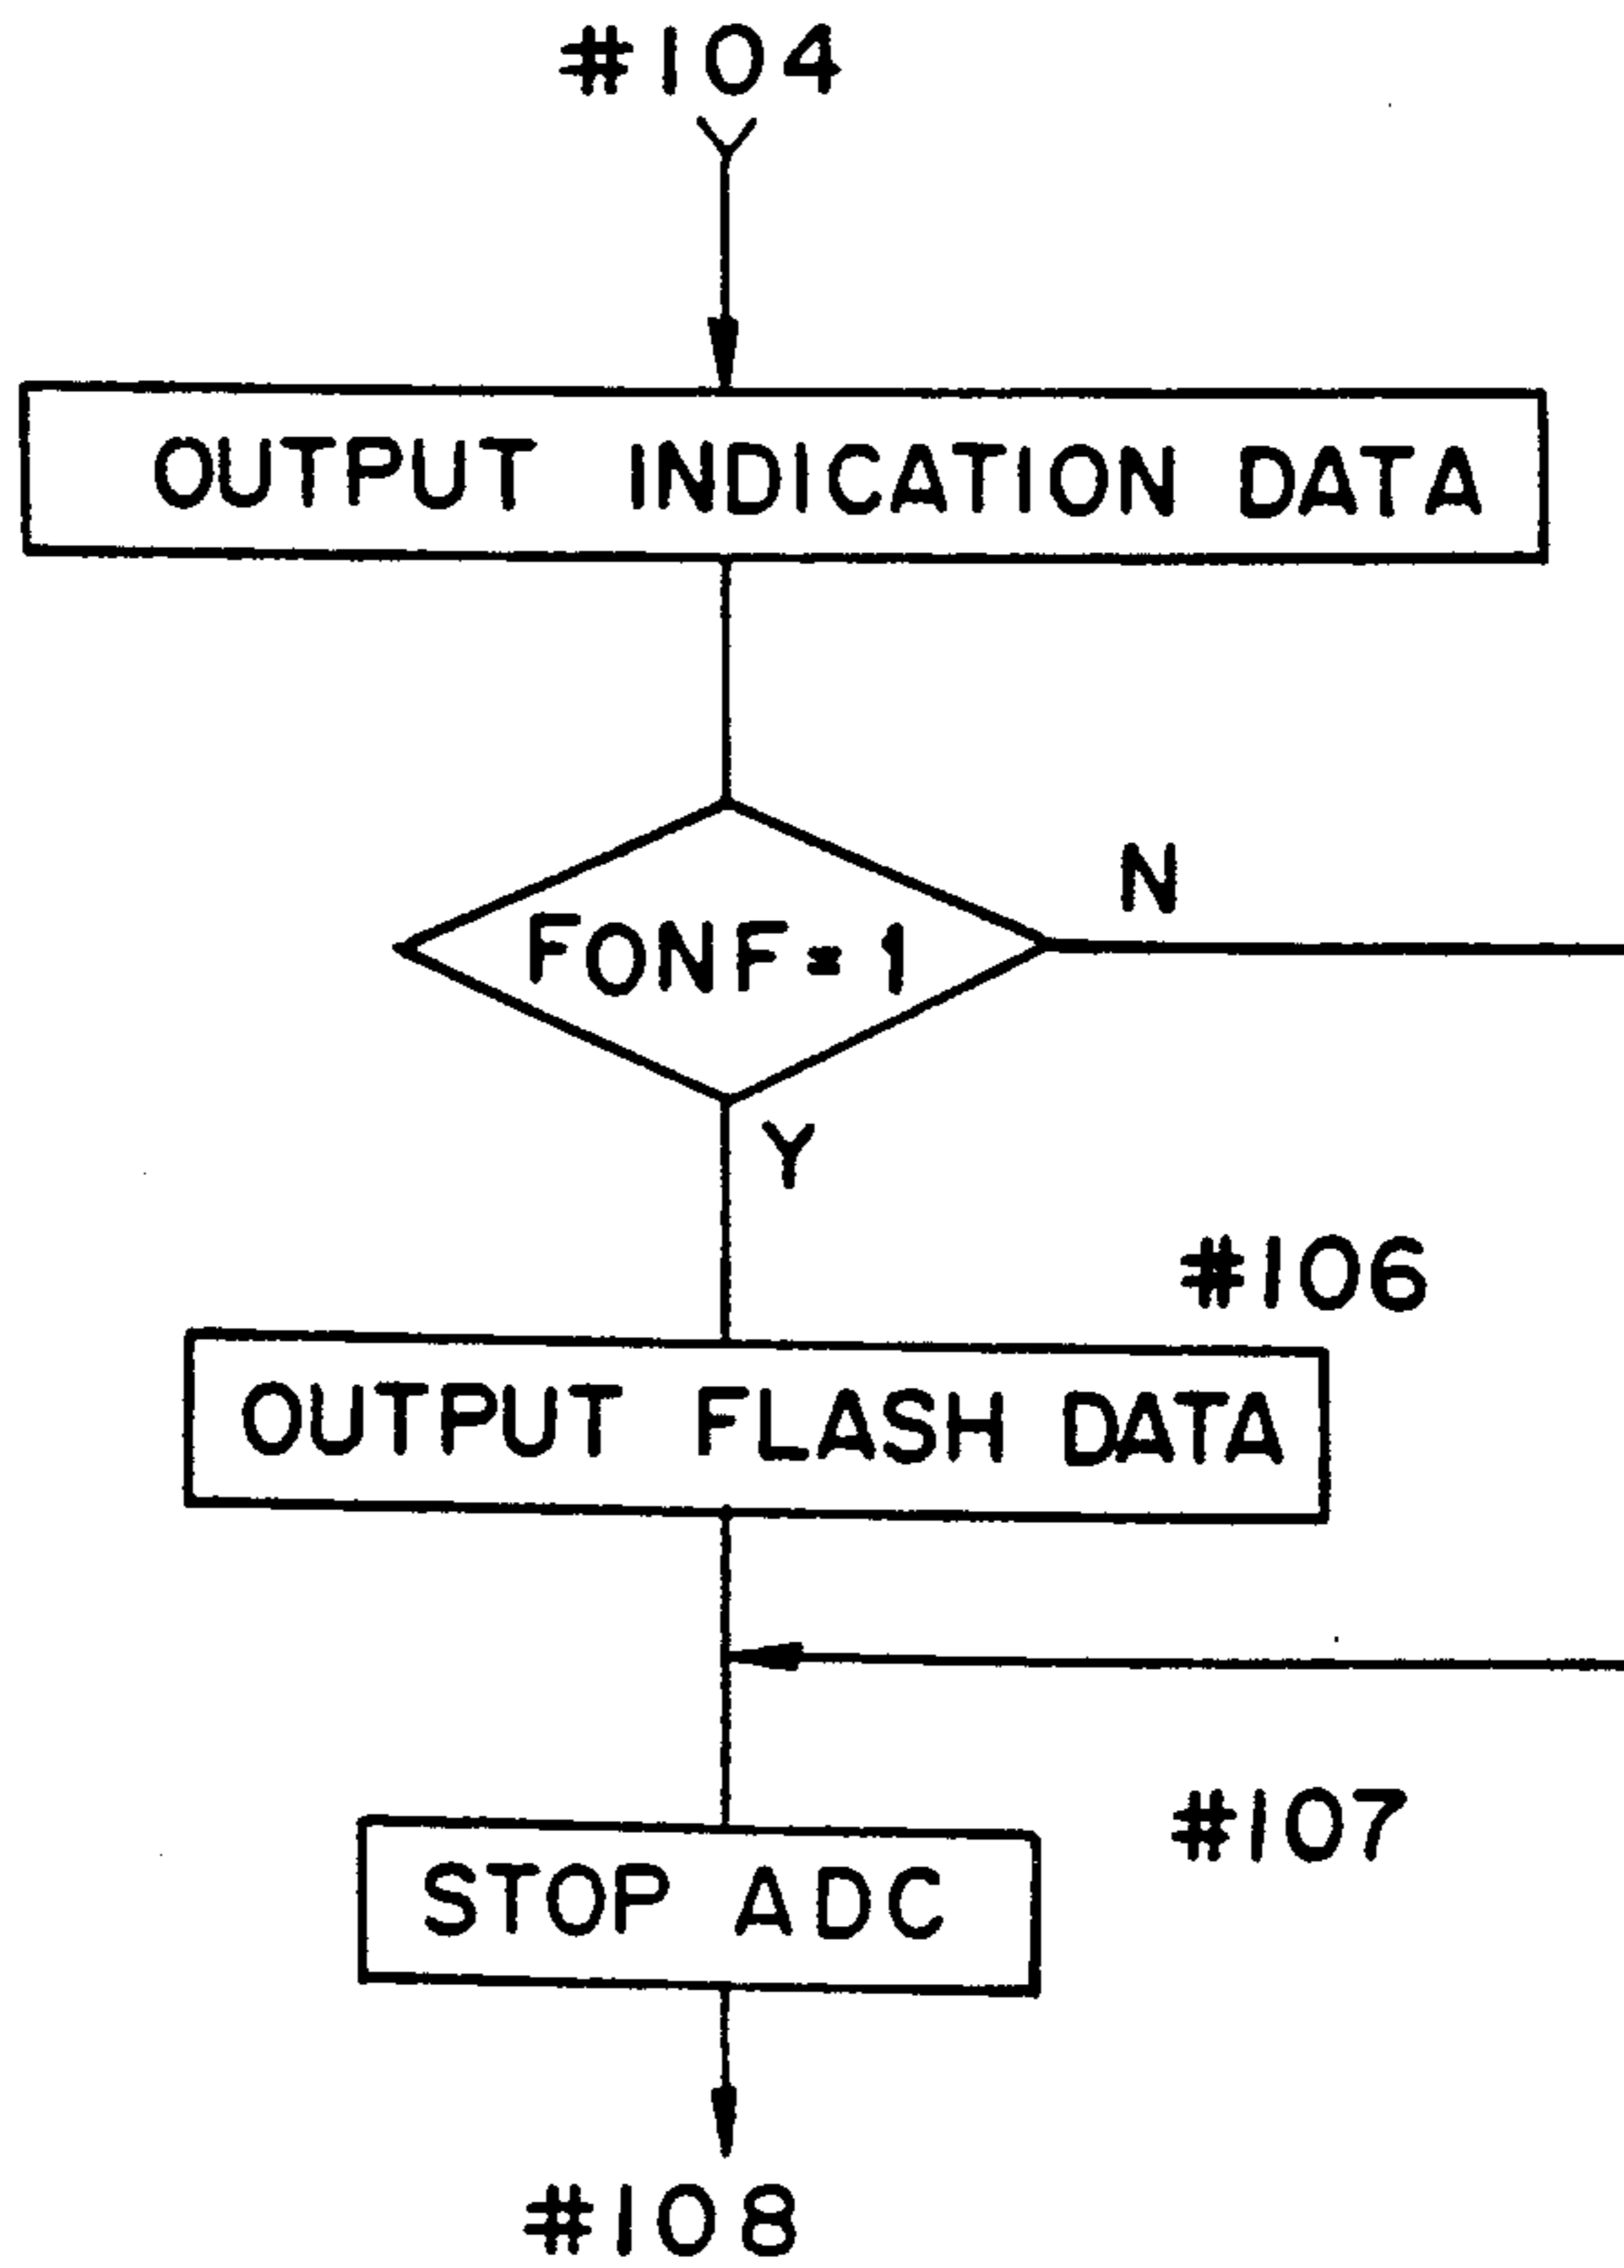 #104
OUTPUT INDICATION DATA
N
FONF=1
Y
#106
OUTPUT FLASH DATA
#107
STOP ADC
#108